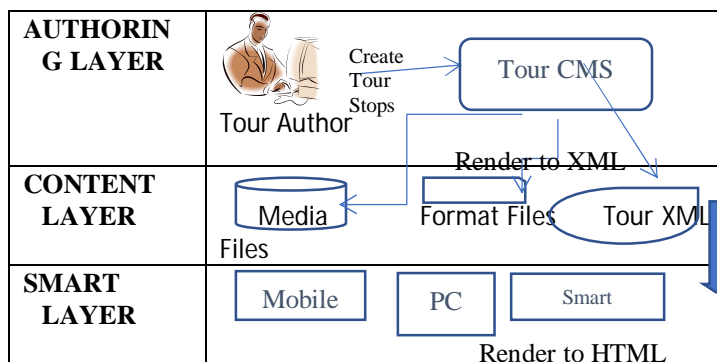 AUTHORIN
G LAYER
Create
Tour
Stops
Tour CMS
Tour Author
Render to XML
CONTENT
LAYER
Media
Files
Format Files
Tour XML
SMART
LAYER
Mobile
PC
Smart
Render to HTML